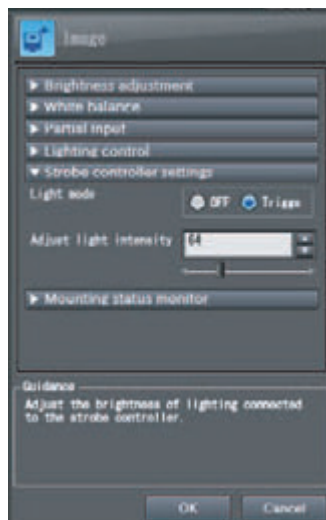 Image
▶ Brightness adjustment
▶ White balance
▶ Partial input
▶ Lighting control
▼ Strobe controller settings
Light mode
OFF Trigger
Adjust light intensity 64
▶ Mounting status monitor
Guidance
Adjust the brightness of lighting connected
to the strobe controller.
OK Cancel